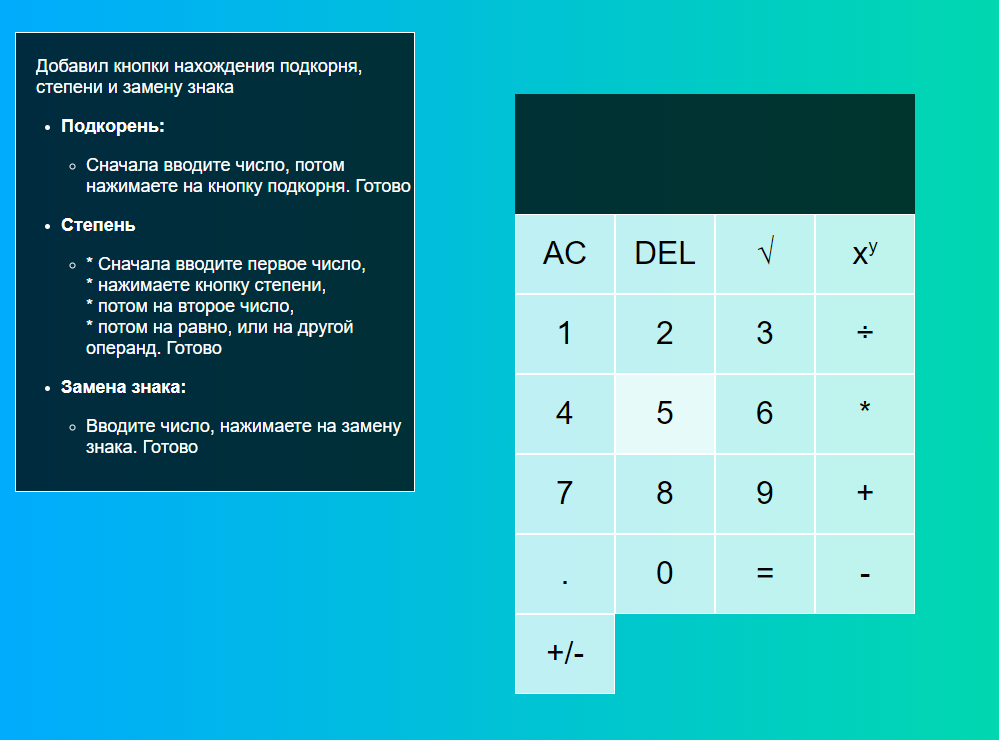 Добавил кнопки нахождения подкорня,
степени и замену знака
Подкорень:
Сначала вводите число, потом
нажимаете на кнопку подкорня. Готово
Степень
* Сначала вводите первое число,
* нажимаете кнопку степени,
* потом на второе число,
* потом на равно, или на другой
операнд. Готово
Замена знака:
Вводите число, нажимаете на замену
знака. Готово
AC DEL √ xʸ
1 2 3 ÷
4 5 6 *
7 8 9 +
. 0 = -
+/-